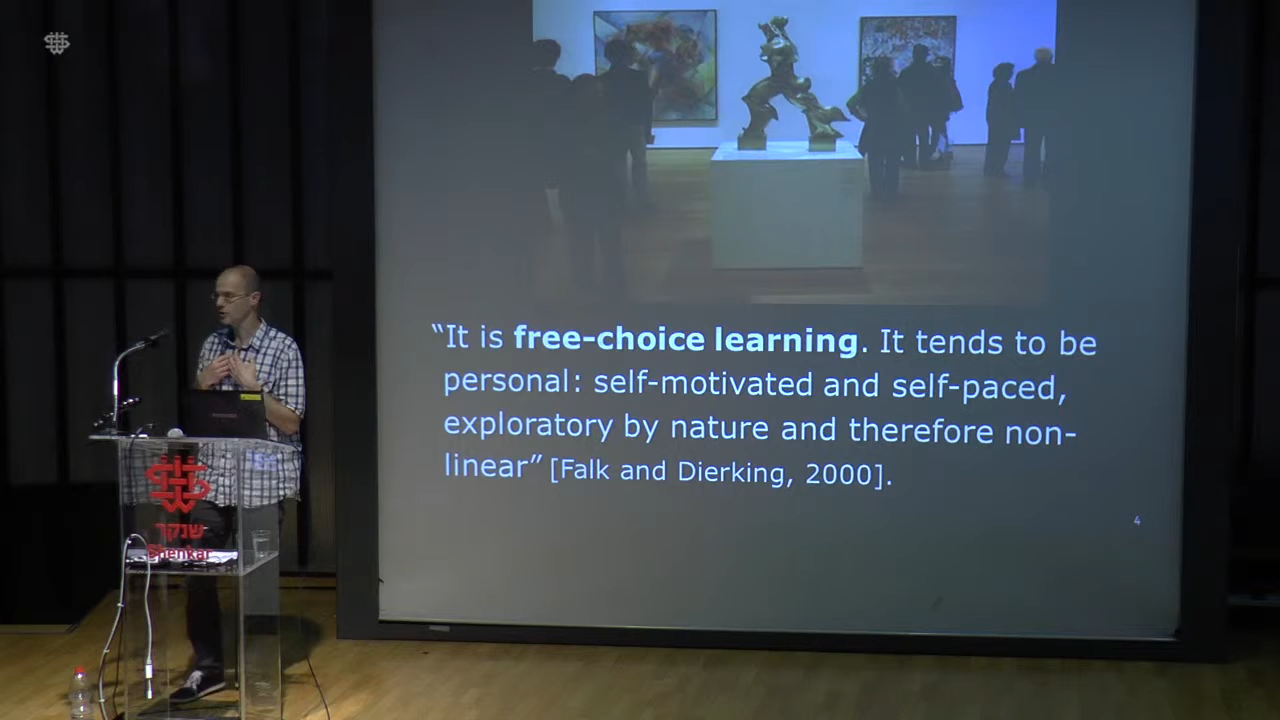 “It is free-choice learning. It tends to be
personal: self-motivated and self-paced,
exploratory by nature and therefore non-
linear” [Falk and Dierking, 2000].
4
שנקר
Shenkar